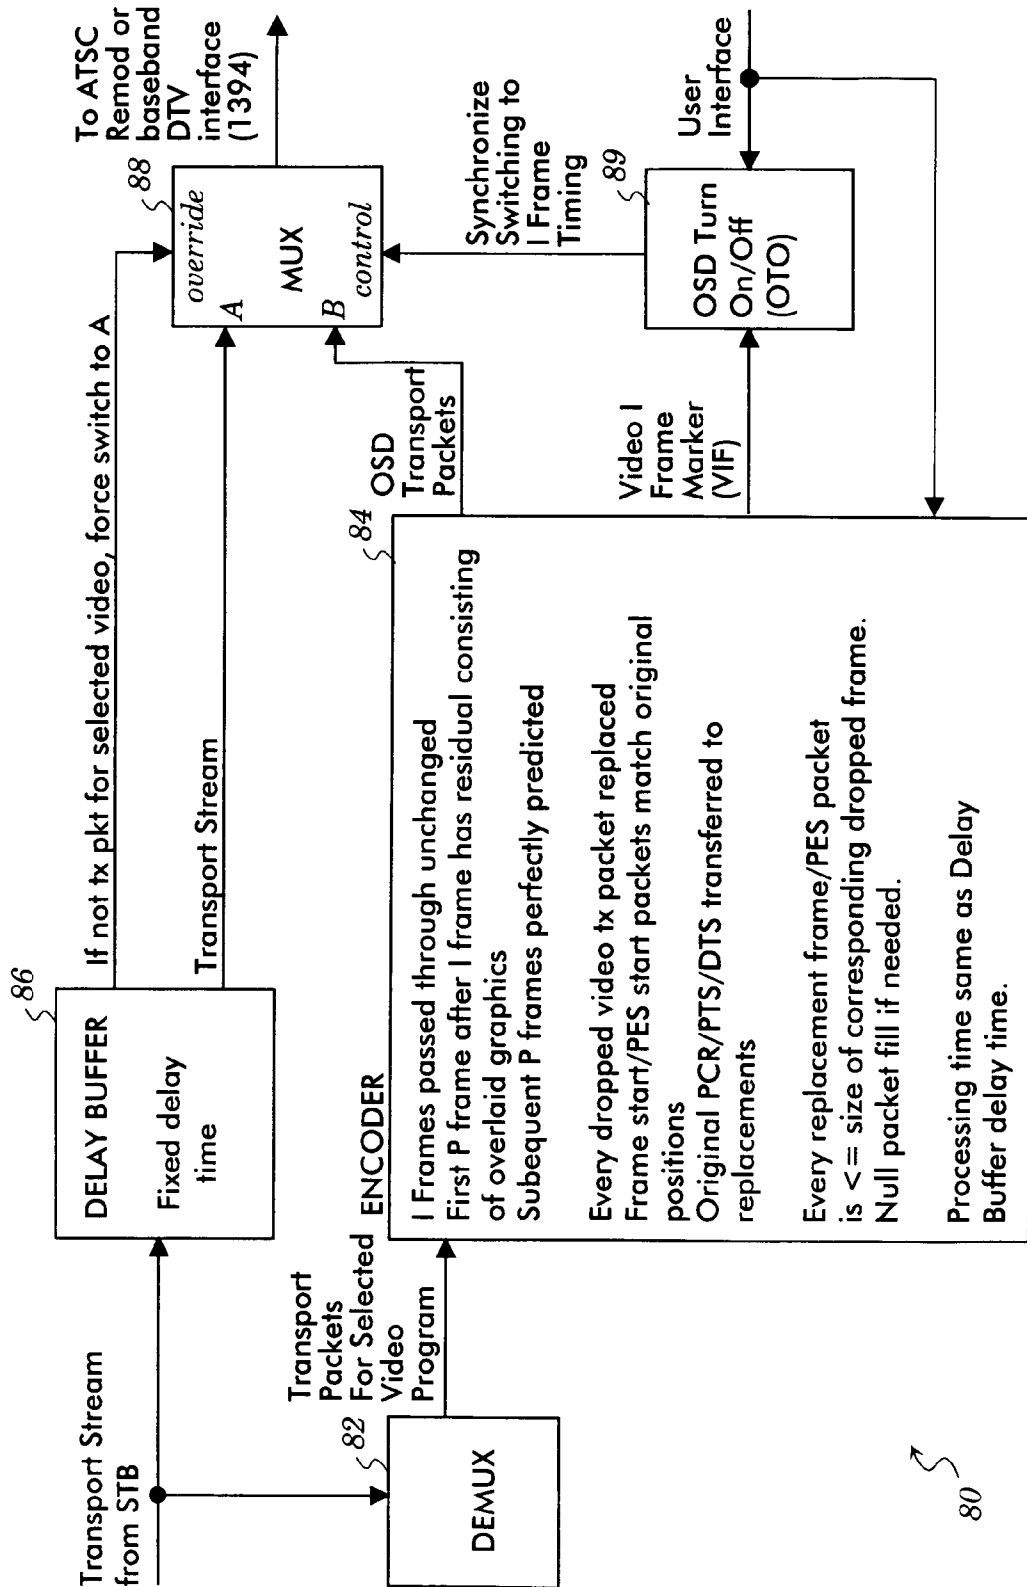 Transport Stream
from STB
DELAY BUFFER
Fixed delay
time
86
If not tx pkt for selected video, force switch to A
Transport Stream
override
A
MUX
B
control
88
To ATSC
Remod or
baseband
DTV
interface
(1394)
82
DEMUX
Transport
Packets
For Selected
Video
Program
ENCODER
84
I Frames passed through unchanged
First P frame after I frame has residual consisting
of overlaid graphics
Subsequent P frames perfectly predicted
Every dropped video tx packet replaced
Frame start/PES start packets match original
positions
Original PCR/PTS/DTS transferred to
replacements
Every replacement frame/PES packet
is <= size of corresponding dropped frame.
Null packet fill if needed.
Processing time same as Delay
Buffer delay time.
OSD
Transport
Packets
Video I
Frame
Marker
(VIF)
Synchronize
Switching to
I Frame
Timing
89
OSD Turn
On/Off
(OTO)
User
Interface
80